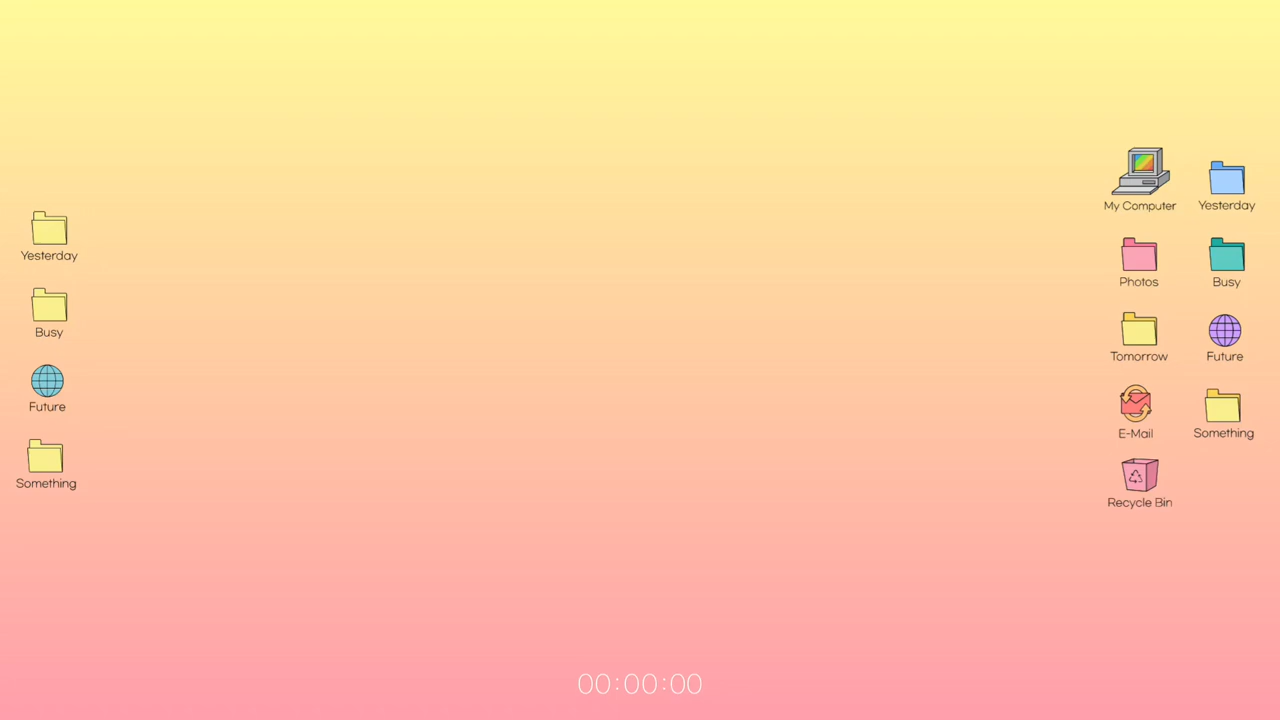 My Computer
Yesterday
Yesterday
Photos
Busy
Busy
Tomorrow
Future
Future
E-Mail
Something
Something
Recycle Bin
00:00:00